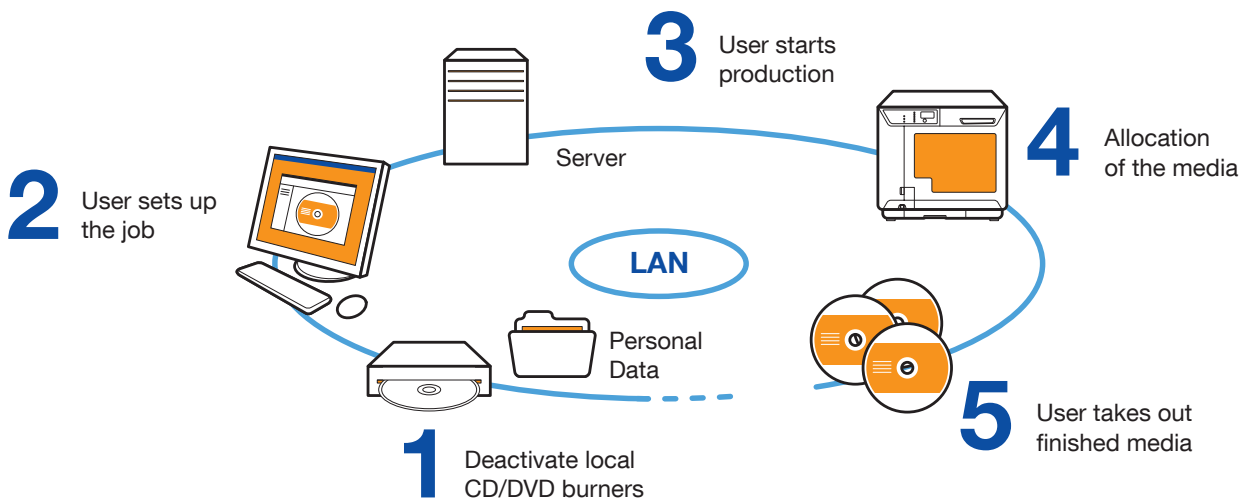 3
User starts
production
4
Allocation
of the media
Server
2
User sets up
the job
LAN
Personal
Data
5
User takes out
finished media
1
Deactivate local
CD/DVD burners